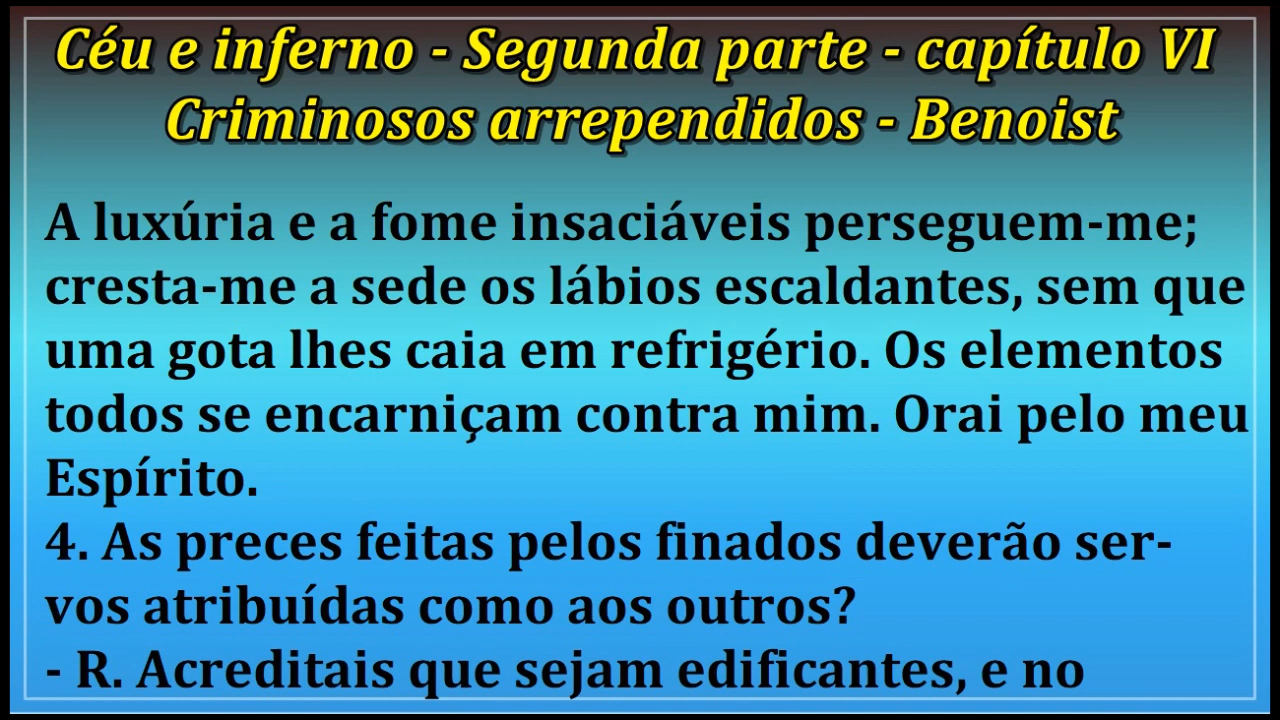 Céu e inferno - Segunda parte - capítulo VI
Criminosos arrependidos - Benoist
A luxúria e a fome insaciáveis perseguem-me;
cresta-me a sede os lábios escaldantes, sem que
uma gota lhes caia em refrigério. Os elementos
todos se encarniçam contra mim. Orai pelo meu
Espírito.
4. As preces feitas pelos finados deverão ser-
vos atribuídas como aos outros?
- R. Acreditais que sejam edificantes, e no